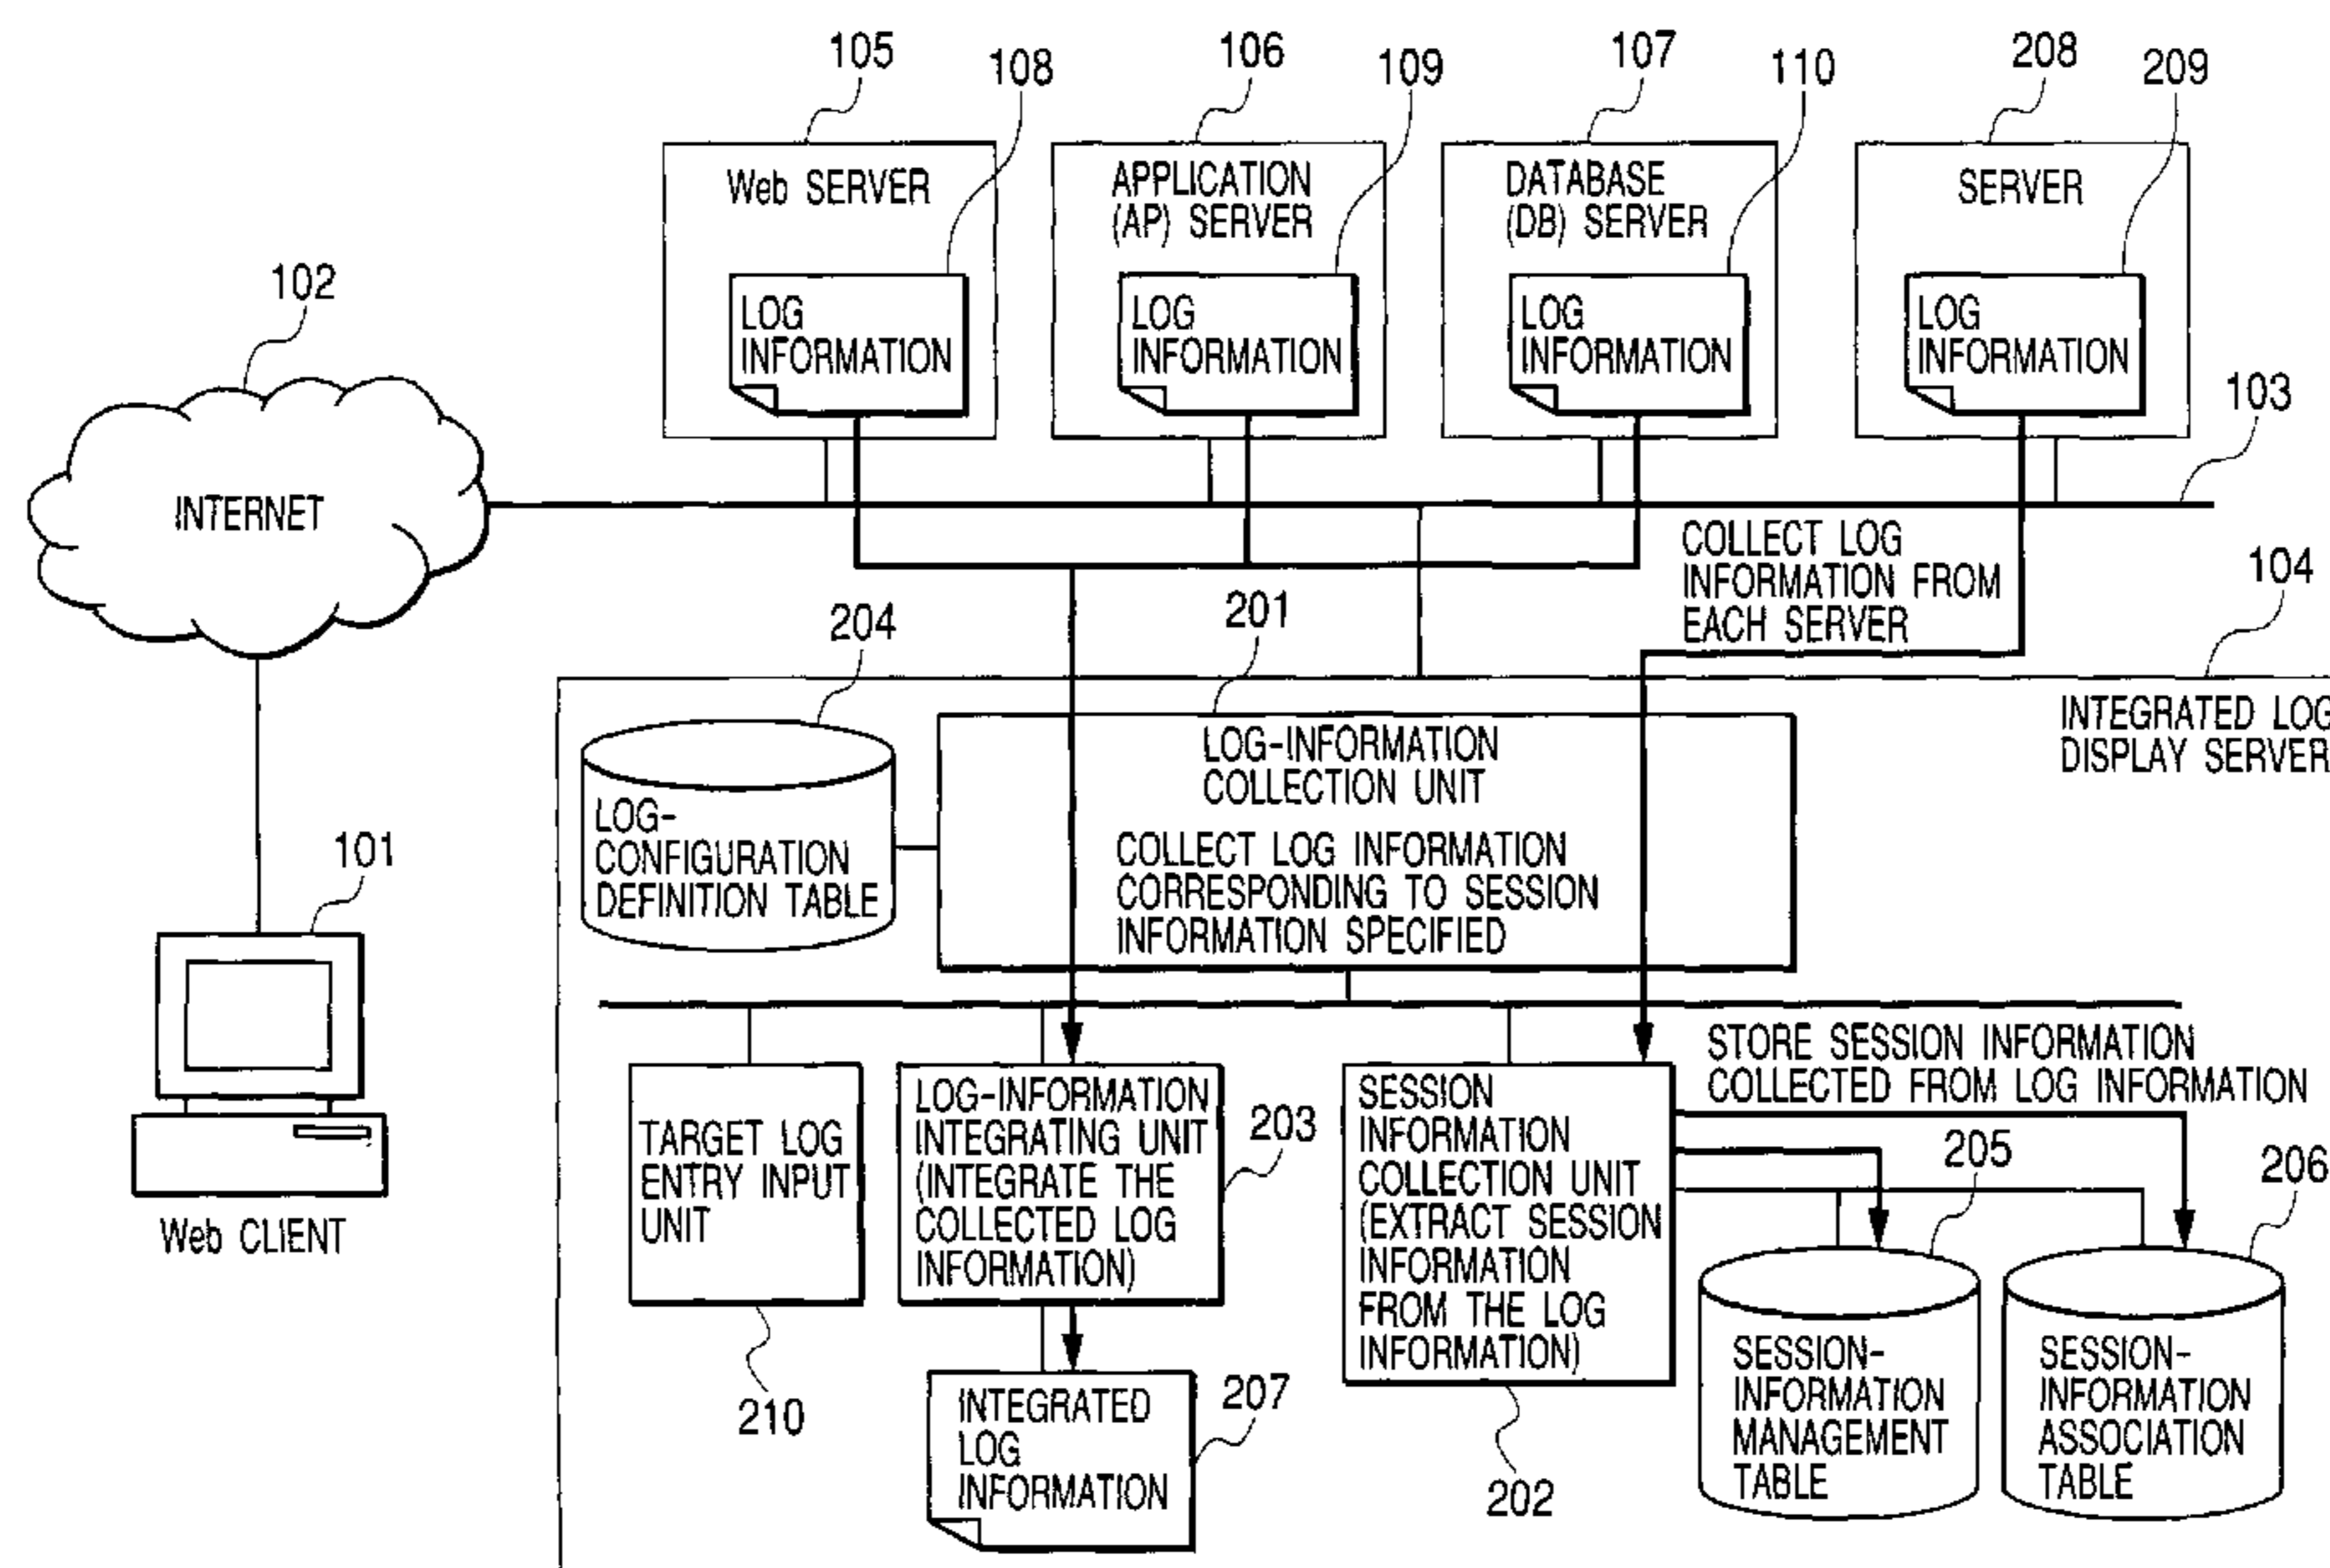 105
108
106
109
107
110
208
209
Web SERVER
APPLICATION
(AP) SERVER
DATABASE
(DB) SERVER
SERVER
LOG
INFORMATION
LOG
INFORMATION
LOG
INFORMATION
LOG
INFORMATION
102
INTERNET
103
COLLECT LOG
INFORMATION FROM
EACH SERVER
104
INTEGRATED LOG
DISPLAY SERVER
204
201
LOG-
CONFIGURATION
DEFINITION TABLE
LOG-INFORMATION
COLLECTION UNIT
COLLECT LOG INFORMATION
CORRESPONDING TO SESSION
INFORMATION SPECIFIED
101
Web CLIENT
TARGET LOG
ENTRY INPUT
UNIT
210
LOG-INFORMATION
INTEGRATING UNIT
(INTEGRATE THE
COLLECTED LOG
INFORMATION)
203
INTEGRATED
LOG
INFORMATION
207
SESSION
INFORMATION
COLLECTION UNIT
(EXTRACT SESSION
INFORMATION
FROM THE LOG
INFORMATION)
202
STORE SESSION INFORMATION
COLLECTED FROM LOG INFORMATION
205
206
SESSION-
INFORMATION
MANAGEMENT
TABLE
SESSION-
INFORMATION
ASSOCIATION
TABLE